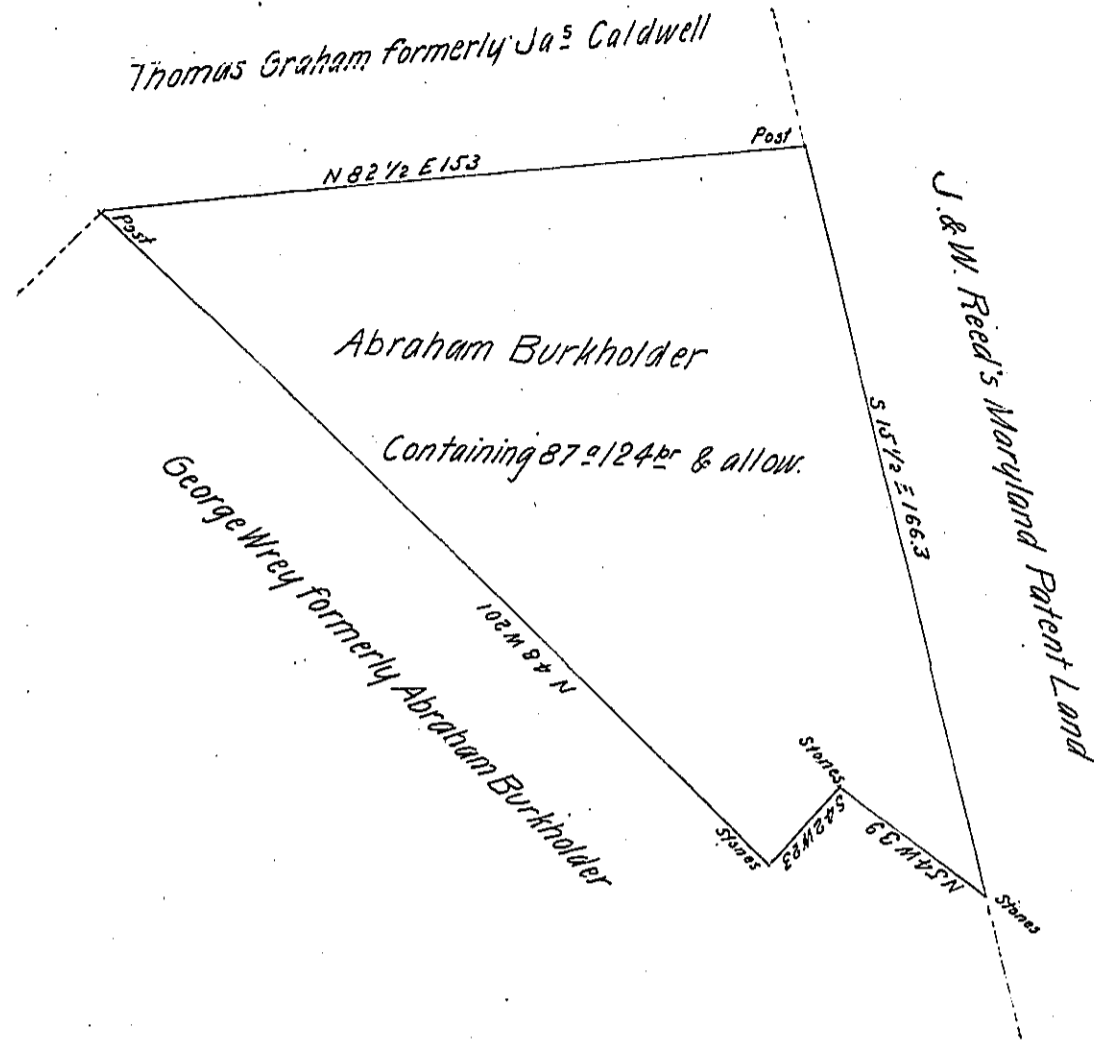 Thomas Graham formerly Jaˢ Caldwell
Post
N 82 1/2 E 153
Post
J. & W. Reed's Maryland Patent Land
Abraham Burkholder
S 15 1/2 E 166.3
Containing 87ᵃ 124ᵖʳ & allow.
George Wrey formerly Abraham Burkholder
N 48 W 201
Stones
Stones
S 42 W 23
N 54 W 39
Stones